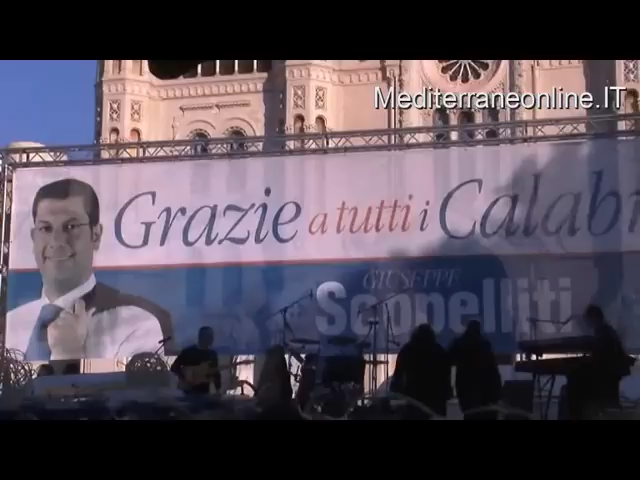 Mediterraneonline.IT
Grazie a tutti i Calabr
GIUSEPPE
Scopelliti